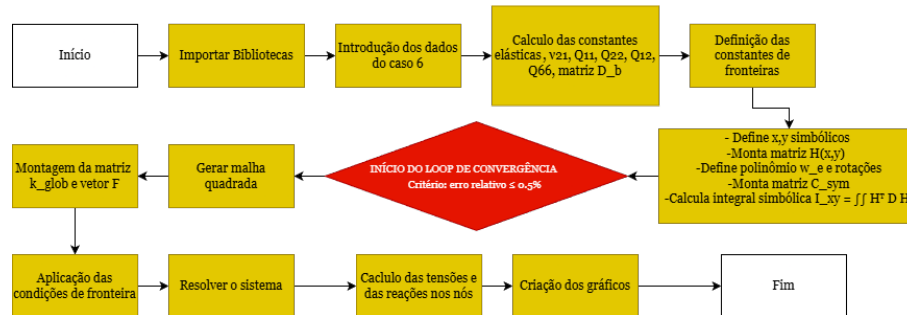 Início
Importar Bibliotecas
Introdução dos dados
do caso 6
Calculo das constantes
elásticas, v21, Q11, Q22, Q12,
Q66, matriz D_b
Definição das
constantes de
fronteiras
- Define x,y simbólicos
-Monta matriz H(x,y)
-Define polinômio w_e e rotações
-Monta matriz C_sym
-Calcula integral simbólica I_xy = ∫∫ Hᵀ D H
INÍCIO DO LOOP DE CONVERGÊNCIA
Critério: erro relativo ≤ 0.5%
Gerar malha
quadrada
Montagem da matriz
k_glob e vetor F
Aplicação das
condições de fronteira
Resolver o sistema
Caclulo das tensões e
das reações nos nós
Criação dos gráficos
Fim